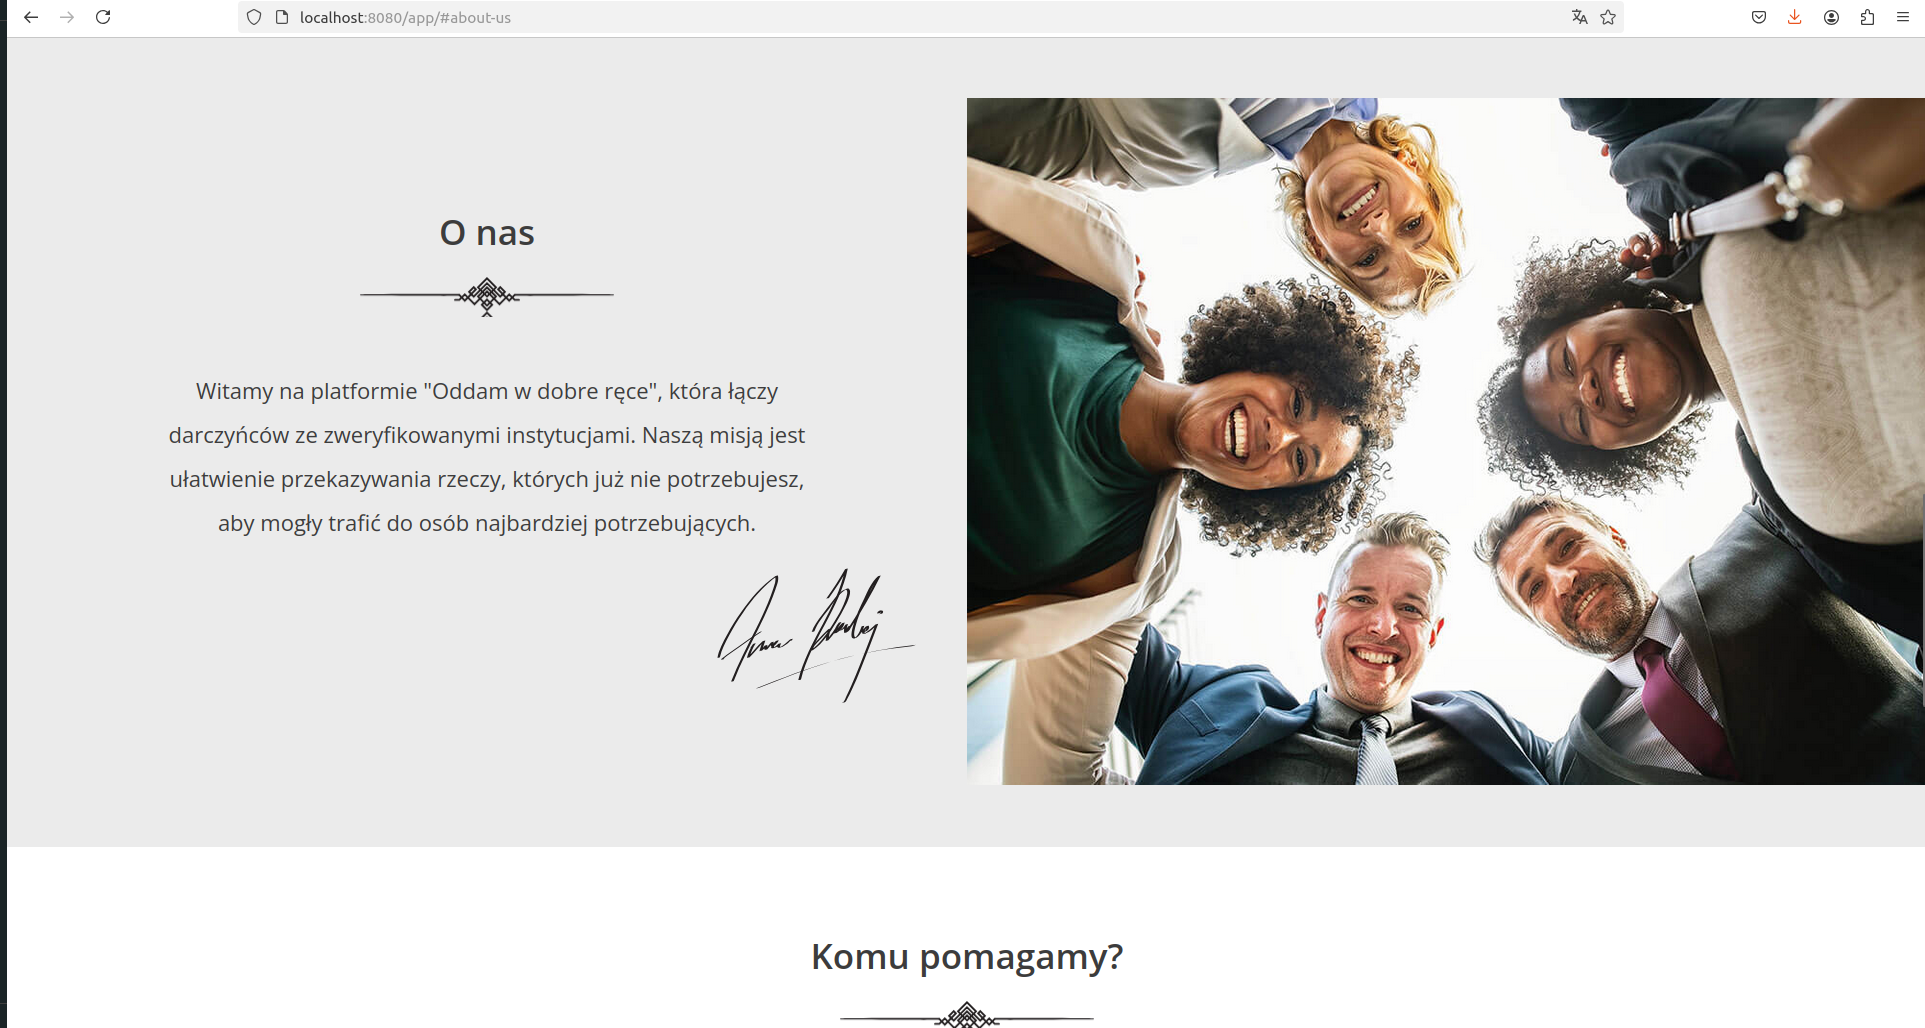 localhost:8080/app/#about-us
O nas
Witamy na platformie "Oddam w dobre ręce", która łączy
darczyńców ze zweryfikowanymi instytucjami. Naszą misją jest
ułatwienie przekazywania rzeczy, których już nie potrzebujesz,
aby mogły trafić do osób najbardziej potrzebujących.
Komu pomagamy?